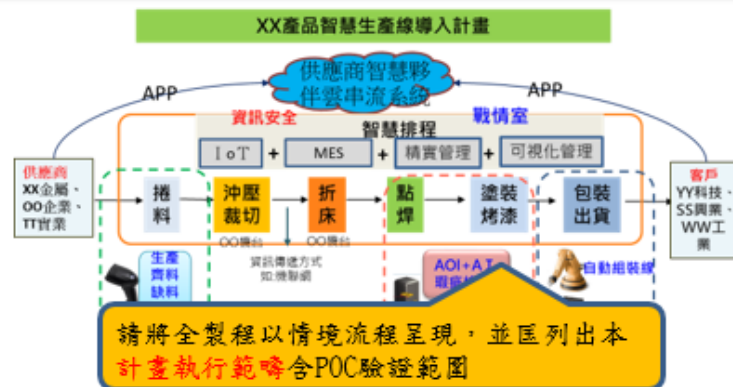 XX產品智慧生產線導入計畫
供應商智慧夥
伴雲串流系統
APP
APP
資訊安全
戰情室
智慧排程
IoT
+
MES
+
精實管理
+
可視化管理
供應商
XX金屬、
OO企業、
TT實業
捲
料
沖壓
裁切
折
床
點
焊
塗裝
烤漆
包裝
出貨
客戶
YY科技、
SS興業、
WW工
業
OO機台
OO機台
資訊傳遞方式
如:機聯網
生產
齊料
缺料
AOI+AI
自動組裝線
請將全製程以情境流程呈現，並匡列出本
計畫執行範疇含POC驗證範圍